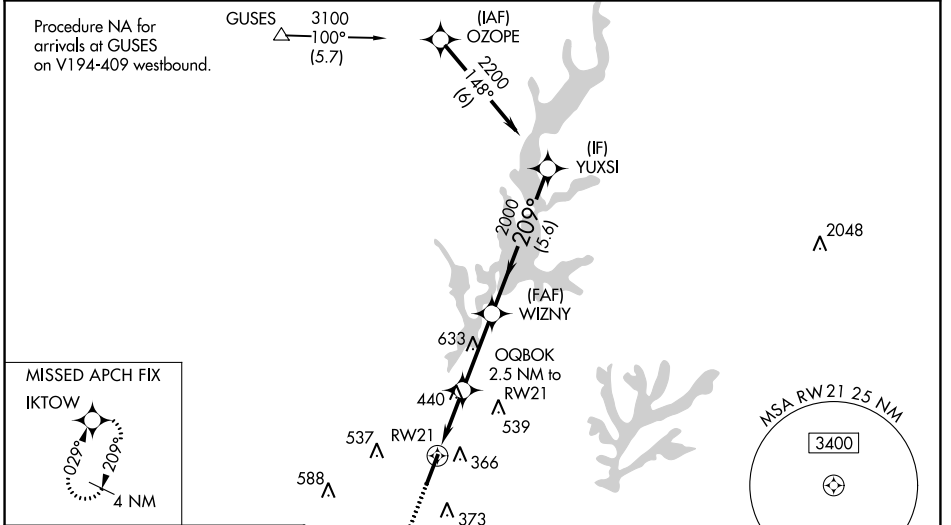 Procedure NA for
arrivals at GUSES
on V194-409 westbound.
GUSES
3100
100°
(5.7)
(IAF)
OZOPE
2200
148°
(6)
(IF)
YUXSI
2000
209°
(5.6)
2048
(FAF)
WIZNY
633
OQBOK
2.5 NM to
RW21
440
539
537
RW21
366
588
373
MISSED APCH FIX
IKTOW
029°
209°
4 NM
MSA RW21 25 NM
3400